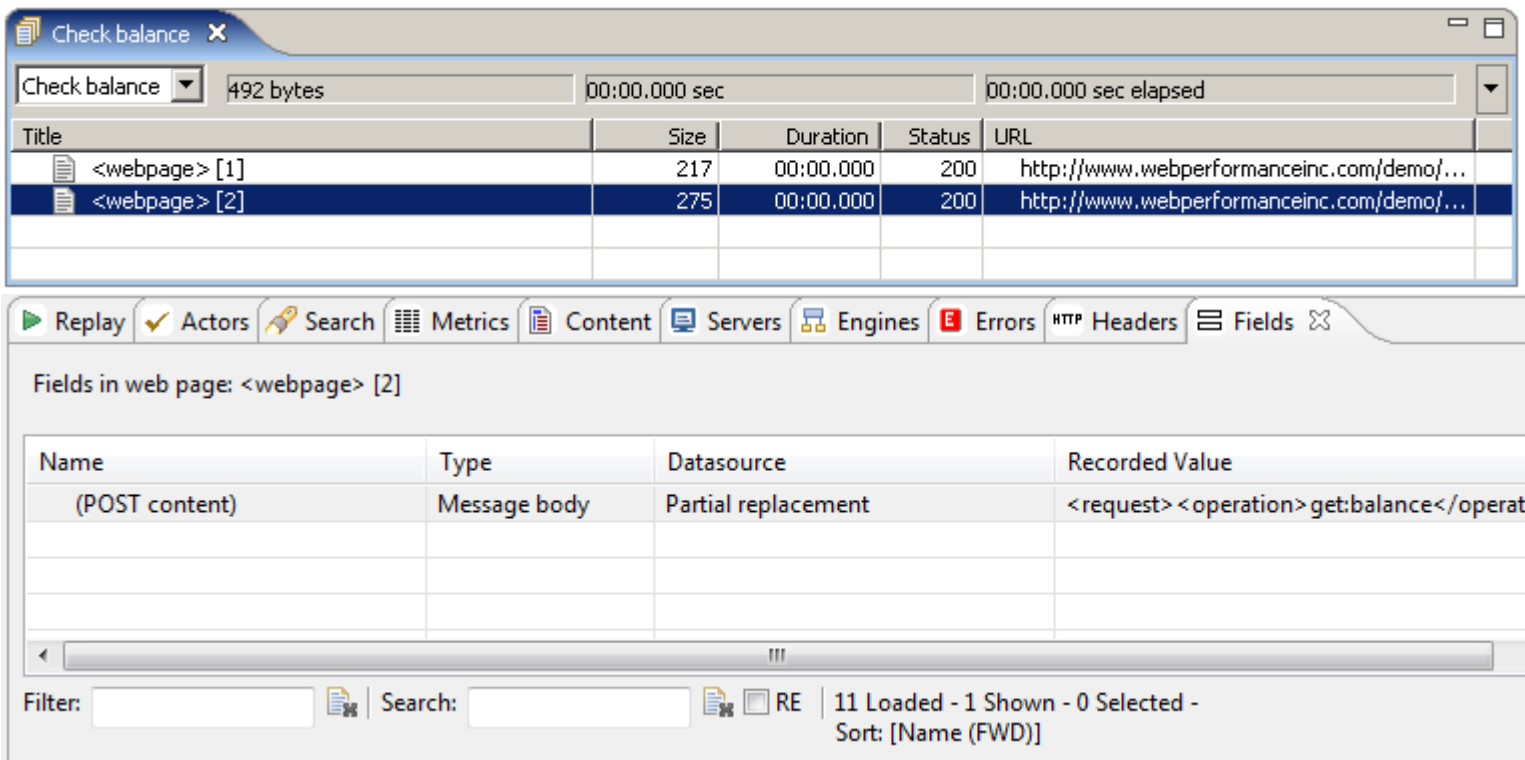 Check balance
Check balance 492 bytes 00:00.000 sec 00:00.000 sec elapsed
Title Size Duration Status URL
<webpage> [1] 217 00:00.000 200 http://www.webperformanceinc.com/demo/...
<webpage> [2] 275 00:00.000 200 http://www.webperformanceinc.com/demo/...
Replay Actors Search Metrics Content Servers Engines E Errors HTTP Headers Fields
Fields in web page: <webpage> [2]
Name Type Datasource Recorded Value
(POST content) Message body Partial replacement <request><operation>get:balance</operat
Filter: Search: RE 11 Loaded - 1 Shown - 0 Selected -
Sort: [Name (FWD)]